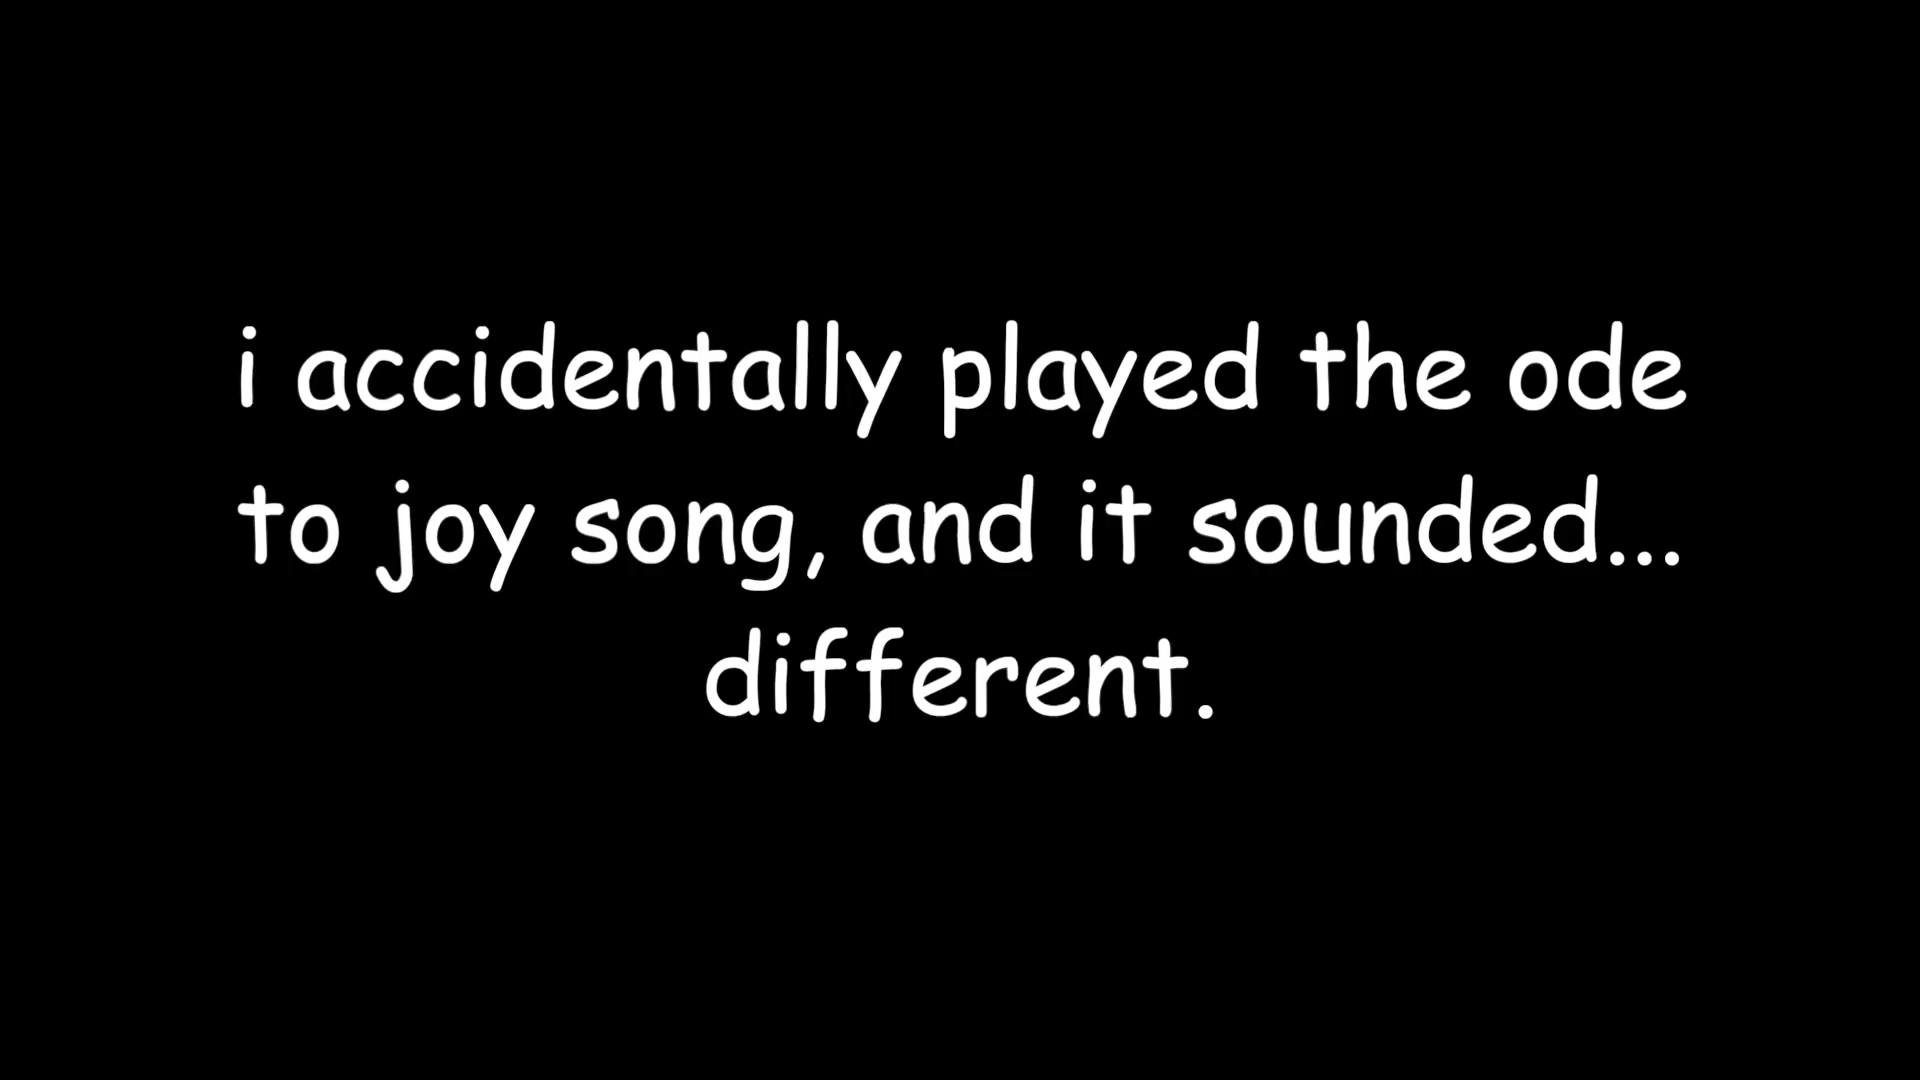 i accidentally played the ode
to joy song, and it sounded...
different.